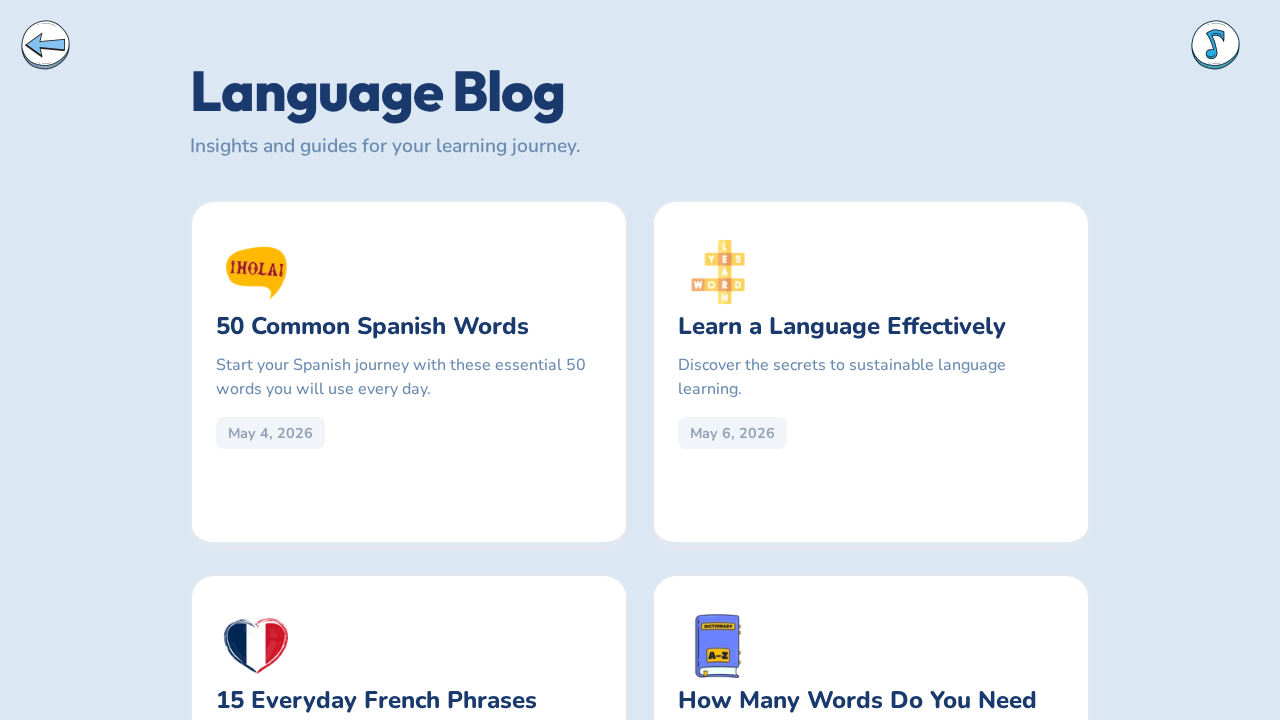 Language Blog
Insights and guides for your learning journey.
¡HOLA!
50 Common Spanish Words
Start your Spanish journey with these essential 50
words you will use every day.
May 4, 2026
LEARN
YES
WORD
Learn a Language Effectively
Discover the secrets to sustainable language
learning.
May 6, 2026
15 Everyday French Phrases
DICTIONARY
A-Z
How Many Words Do You Need